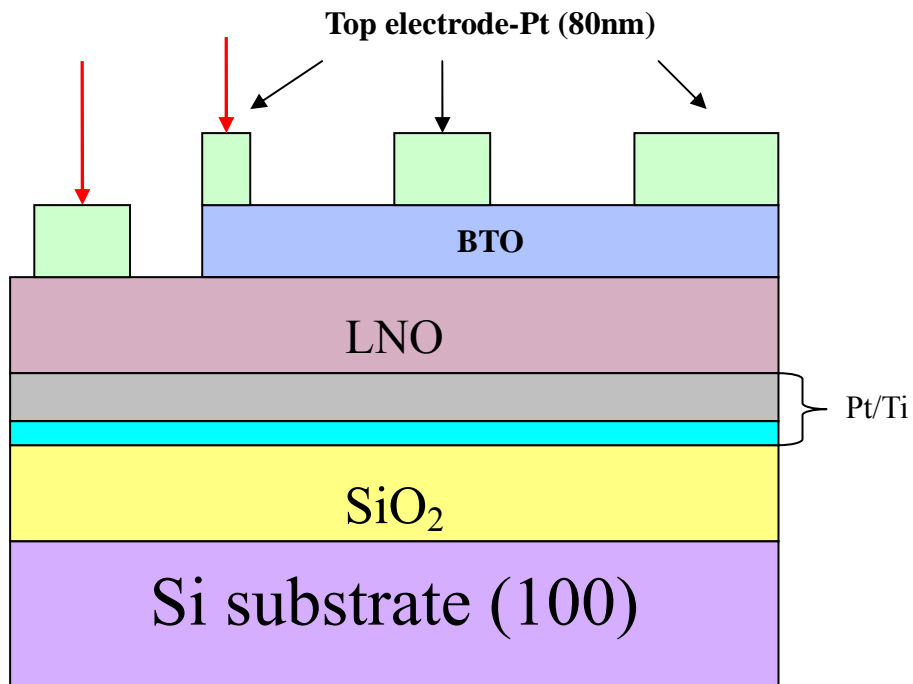 Top electrode-Pt (80nm)
BTO
LNO
Pt/Ti
SiO₂
Si substrate (100)